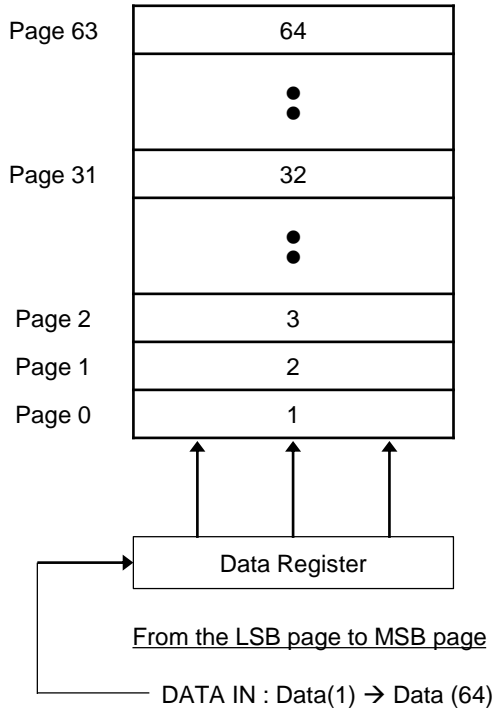 Page 63 64
Page 31 32
Page 2 3
Page 1 2
Page 0 1
Data Register
From the LSB page to MSB page
DATA IN : Data(1) → Data (64)